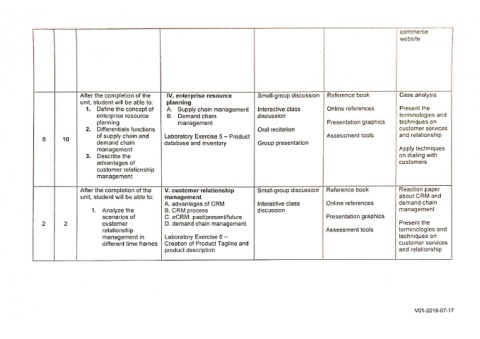 commerce
website
8
10
After the completion of the
unit, student will be able to:
1. Define the concept of
enterprise resource
planning
2. Differentiate functions
of supply chain and
demand chain
management
3. Describe the
advantages of
customer relationship
management
IV. enterprise resource
planning
A. Supply chain management
B. Demand chain
management
Laboratory Exercise 5 – Product
database and inventory
Small-group discussion
Interactive class
discussion
Oral recitation
Group presentation
Reference book
Online references
Presentation graphics
Assessment tools
Case analysis
Present the
terminologies and
techniques on
customer services
and relationship
Apply techniques
on dialing with
customers
2
2
After the completion of the
unit, student will be able to:
1. Analyze the
scenarios of
customer
relationship
management in
different time frames
V. customer relationship
management
A. advantages of CRM
B. CRM process
C. eCRM: past/present/future
D. demand chain management
Laboratory Exercise 6 –
Creation of Product Tagline and
product description
Small-group discussion
Interactive class
discussion
Reference book
Online references
Presentation graphics
Assessment tools
Reaction paper
about CRM and
demand chain
management
Present the
terminologies and
techniques on
customer services
and relationship
V01-2018-07-17